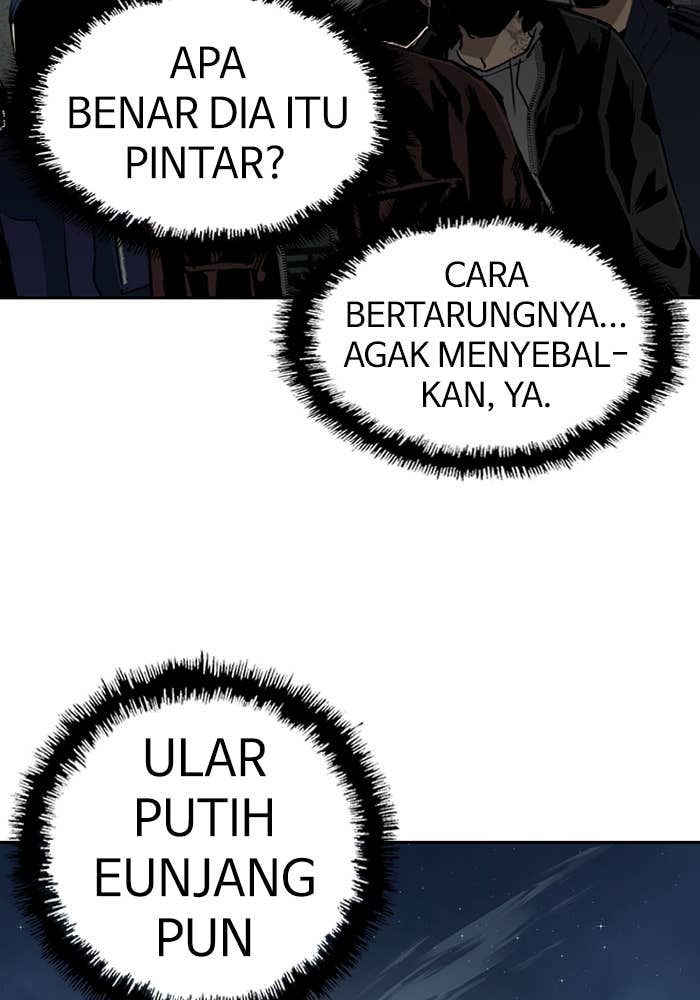 APA
BENAR DIA ITU
PINTAR?
CARA
BERTARUNGNYA...
AGAK MENYEBAL-
KAN, YA.
ULAR
PUTIH
EUNJANG
PUN